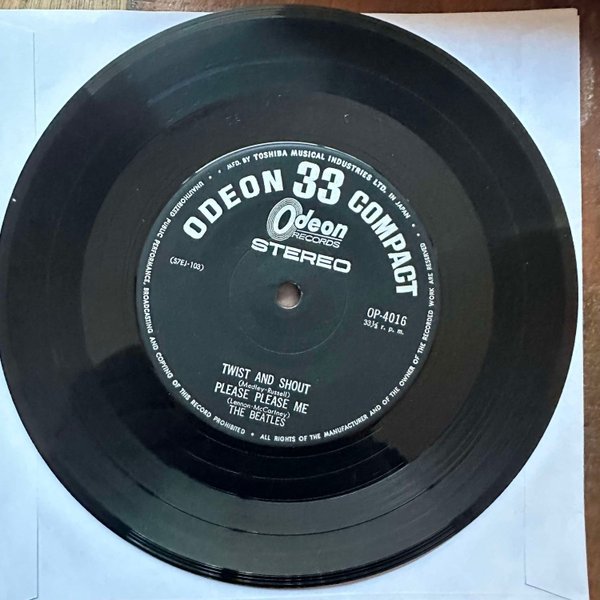 MFD. BY TOSHIBA MUSICAL INDUSTRIES LTD. IN JAPAN
ODEON 33 COMPACT
Odeon
RECORDS
STEREO
(S7EJ-103)
OP-4016
33⅓ r. p. m.
TWIST AND SHOUT
(Medley-Russell)
PLEASE PLEASE ME
(Lennon-McCartney)
THE BEATLES
UNAUTHORIZED PUBLIC PERFORMANCE, BROADCASTING AND COPYING OF THIS RECORD PROHIBITED • ALL RIGHTS OF THE MANUFACTURER AND OF THE OWNER OF THE RECORDED WORK ARE RESERVED